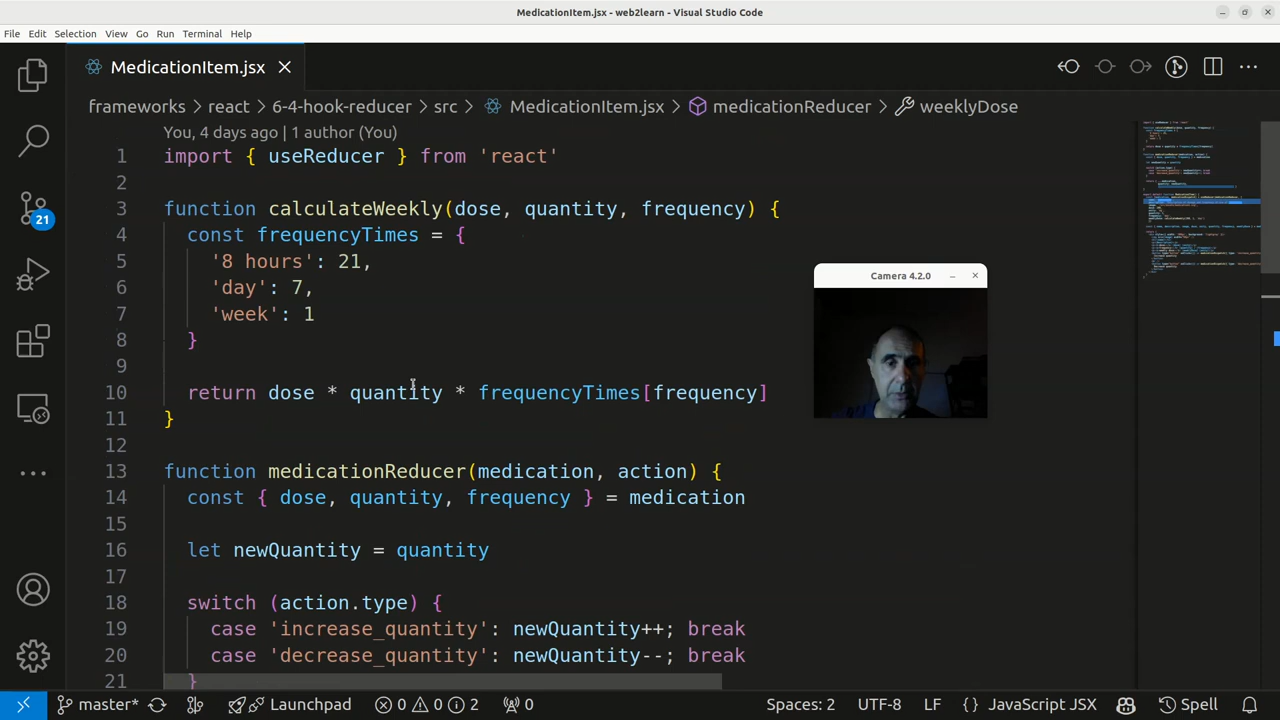 MedicationItem.jsx - web2learn - Visual Studio Code
File Edit Selection View Go Run Terminal Help
MedicationItem.jsx
frameworks > react > 6-4-hook-reducer > src > MedicationItem.jsx > medicationReducer > weeklyDose
You, 4 days ago | 1 author (You)
1 import { useReducer } from 'react'
2
3 function calculateWeekly(dose, quantity, frequency) {
4 const frequencyTimes = {
5 '8 hours': 21,
6 'day': 7,
7 'week': 1
8 }
9
10 return dose * quantity * frequencyTimes[frequency]
11 }
12
13 function medicationReducer(medication, action) {
14 const { dose, quantity, frequency } = medication
15
16 let newQuantity = quantity
17
18 switch (action.type) {
19 case 'increase_quantity': newQuantity++; break
20 case 'decrease_quantity': newQuantity--; break
21 }
21
Camera 4.2.0
master* Launchpad 0 0 2 0 Spaces: 2 UTF-8 LF {} JavaScript JSX Spell